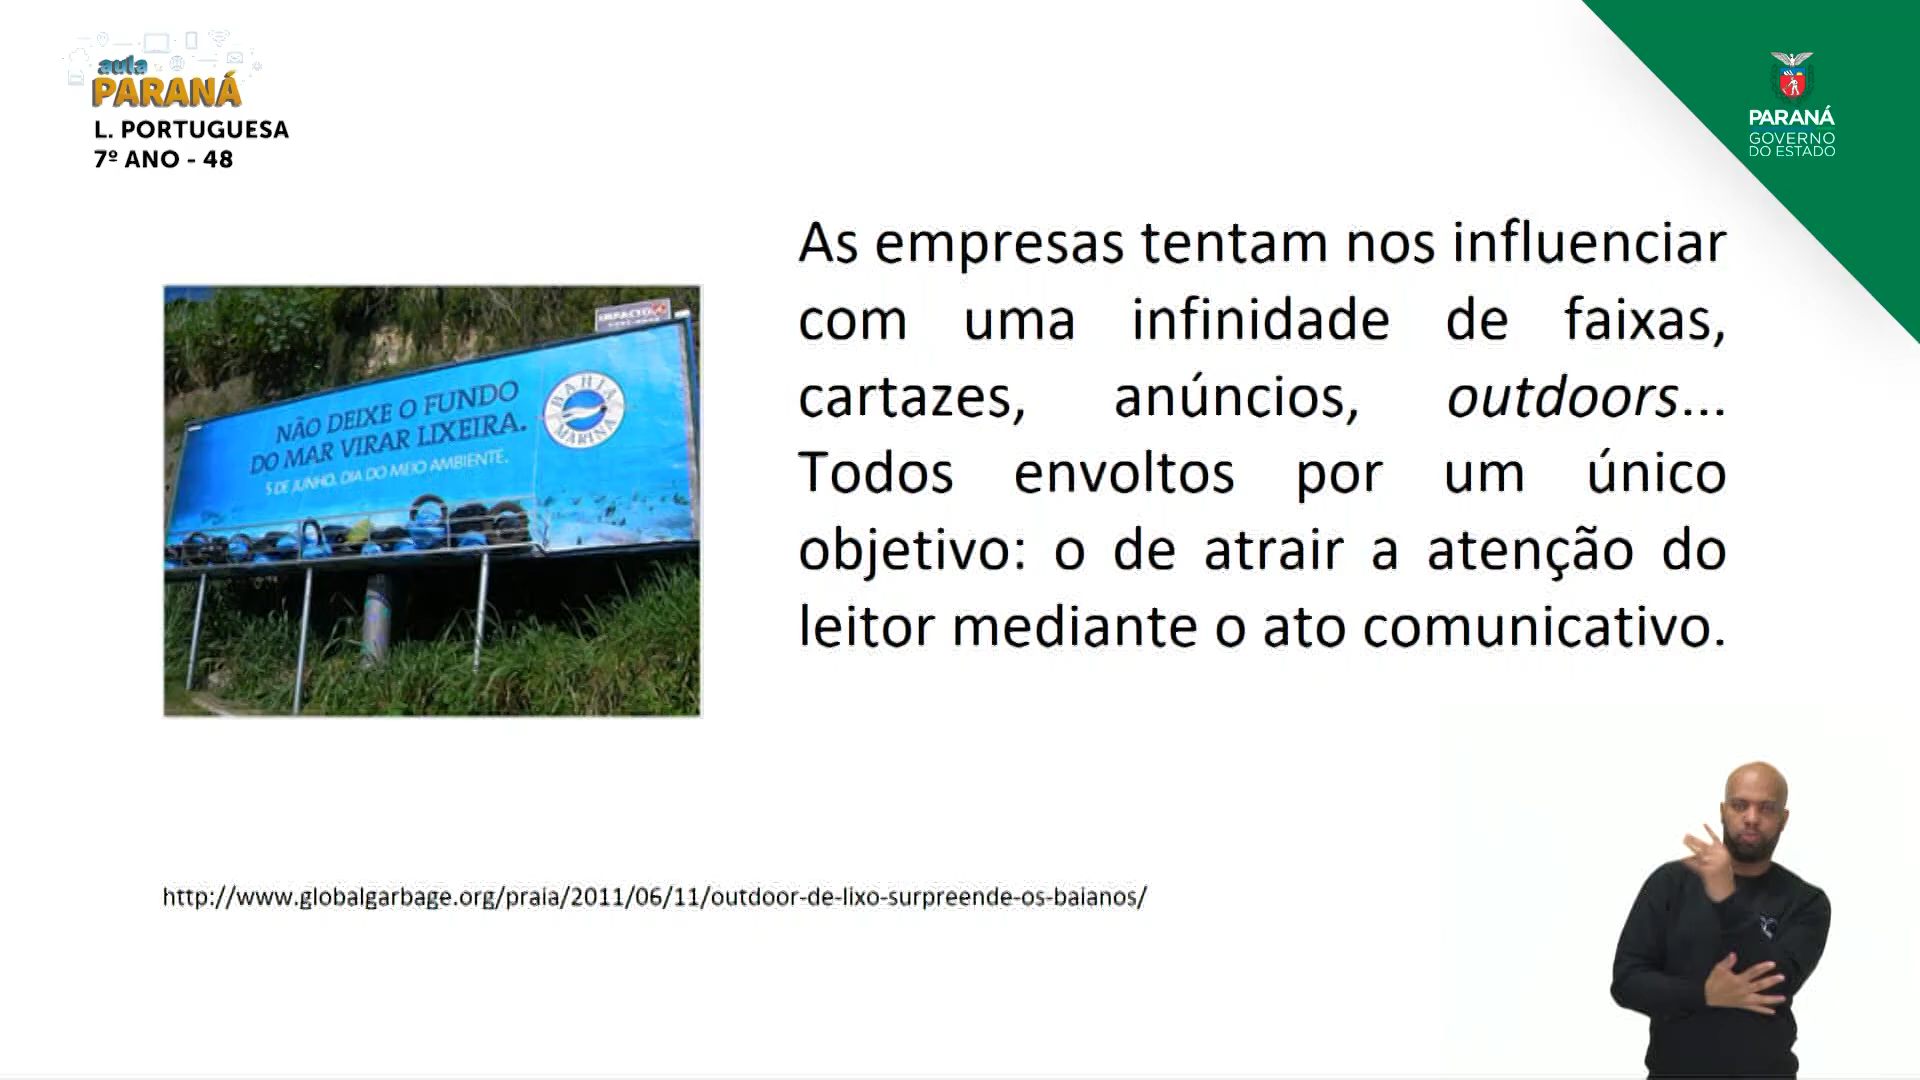 aula
PARANÁ
L. PORTUGUESA
7º ANO - 48
PARANÁ
GOVERNO
DO ESTADO
As empresas tentam nos influenciar
com uma infinidade de faixas,
cartazes, anúncios, outdoors...
Todos envoltos por um único
objetivo: o de atrair a atenção do
leitor mediante o ato comunicativo.
IMPACTO
NÃO DEIXE O FUNDO
DO MAR VIRAR LIXEIRA.
5 DE JUNHO. DIA DO MEIO AMBIENTE.
BAHIA
MARINA
http://www.globalgarbage.org/praia/2011/06/11/outdoor-de-lixo-surpreende-os-baianos/